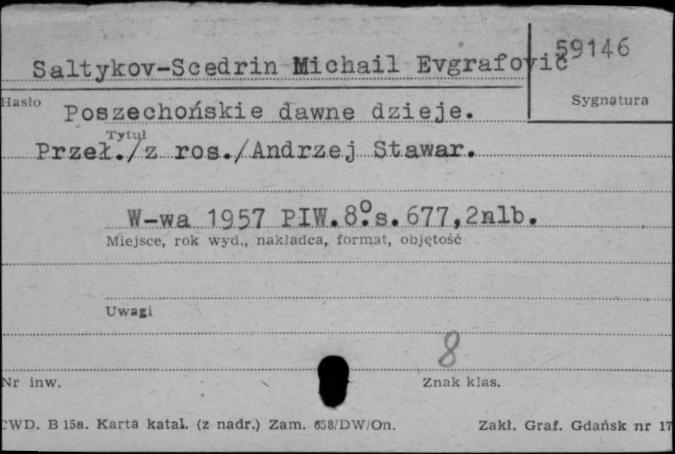 59146
Saltykov-Scedrin Michail Evgrafovič
Hasło
Sygnatura
Poszechońskie dawne dzieje.
Tytuł
Przeł./z ros./Andrzej Stawar.
W-wa 1957 PIW.8°.s.677,2nlb.
Miejsce, rok wyd., nakładca, format, objętość
Uwagi
8
Nr inw.
Znak klas.
CWD. B 15a. Karta katal. (z nadr.) Zam. 658/DW/On.
Zakł. Graf. Gdańsk nr 17